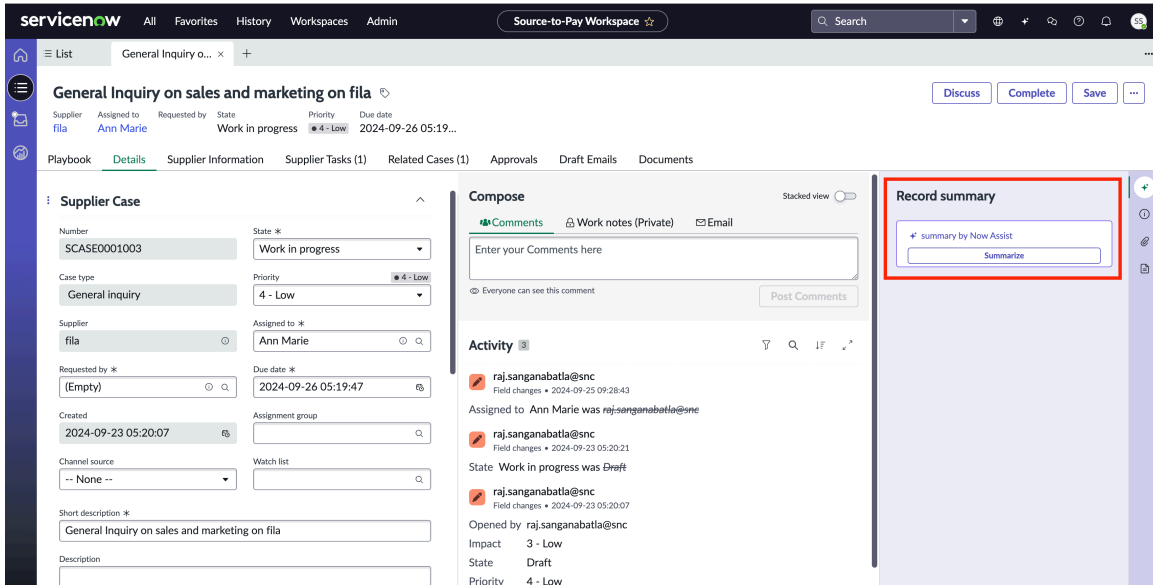 servicenow All Favorites History Workspaces Admin Source-to-Pay Workspace Search SS
List General Inquiry o...
General Inquiry on sales and marketing on fila
Discuss Complete Save
Supplier Assigned to Requested by State Priority Due date
fila Ann Marie Work in progress 4 - Low 2024-09-26 05:19...
Playbook Details Supplier Information Supplier Tasks (1) Related Cases (1) Approvals Draft Emails Documents
Supplier Case
Number
SCASE0001003
State *
Work in progress
Case type
General inquiry
Priority 4 - Low
4 - Low
Supplier
fila
Assigned to *
Ann Marie
Requested by *
(Empty)
Due date *
2024-09-26 05:19:47
Created
2024-09-23 05:20:07
Assignment group
Channel source
-- None --
Watch list
Short description *
General Inquiry on sales and marketing on fila
Description
Compose Stacked view
Comments Work notes (Private) Email
Enter your Comments here
Everyone can see this comment
Post Comments
Activity 3
raj.sanganabatla@snc
Field changes • 2024-09-25 09:28:43
Assigned to Ann Marie was raj.sanganabatla@snc
raj.sanganabatla@snc
Field changes • 2024-09-23 05:20:21
State Work in progress was Draft
raj.sanganabatla@snc
Field changes • 2024-09-23 05:20:07
Opened by raj.sanganabatla@snc
Impact 3 - Low
State Draft
Priority 4 - Low
Record summary
summary by Now Assist
Summarize